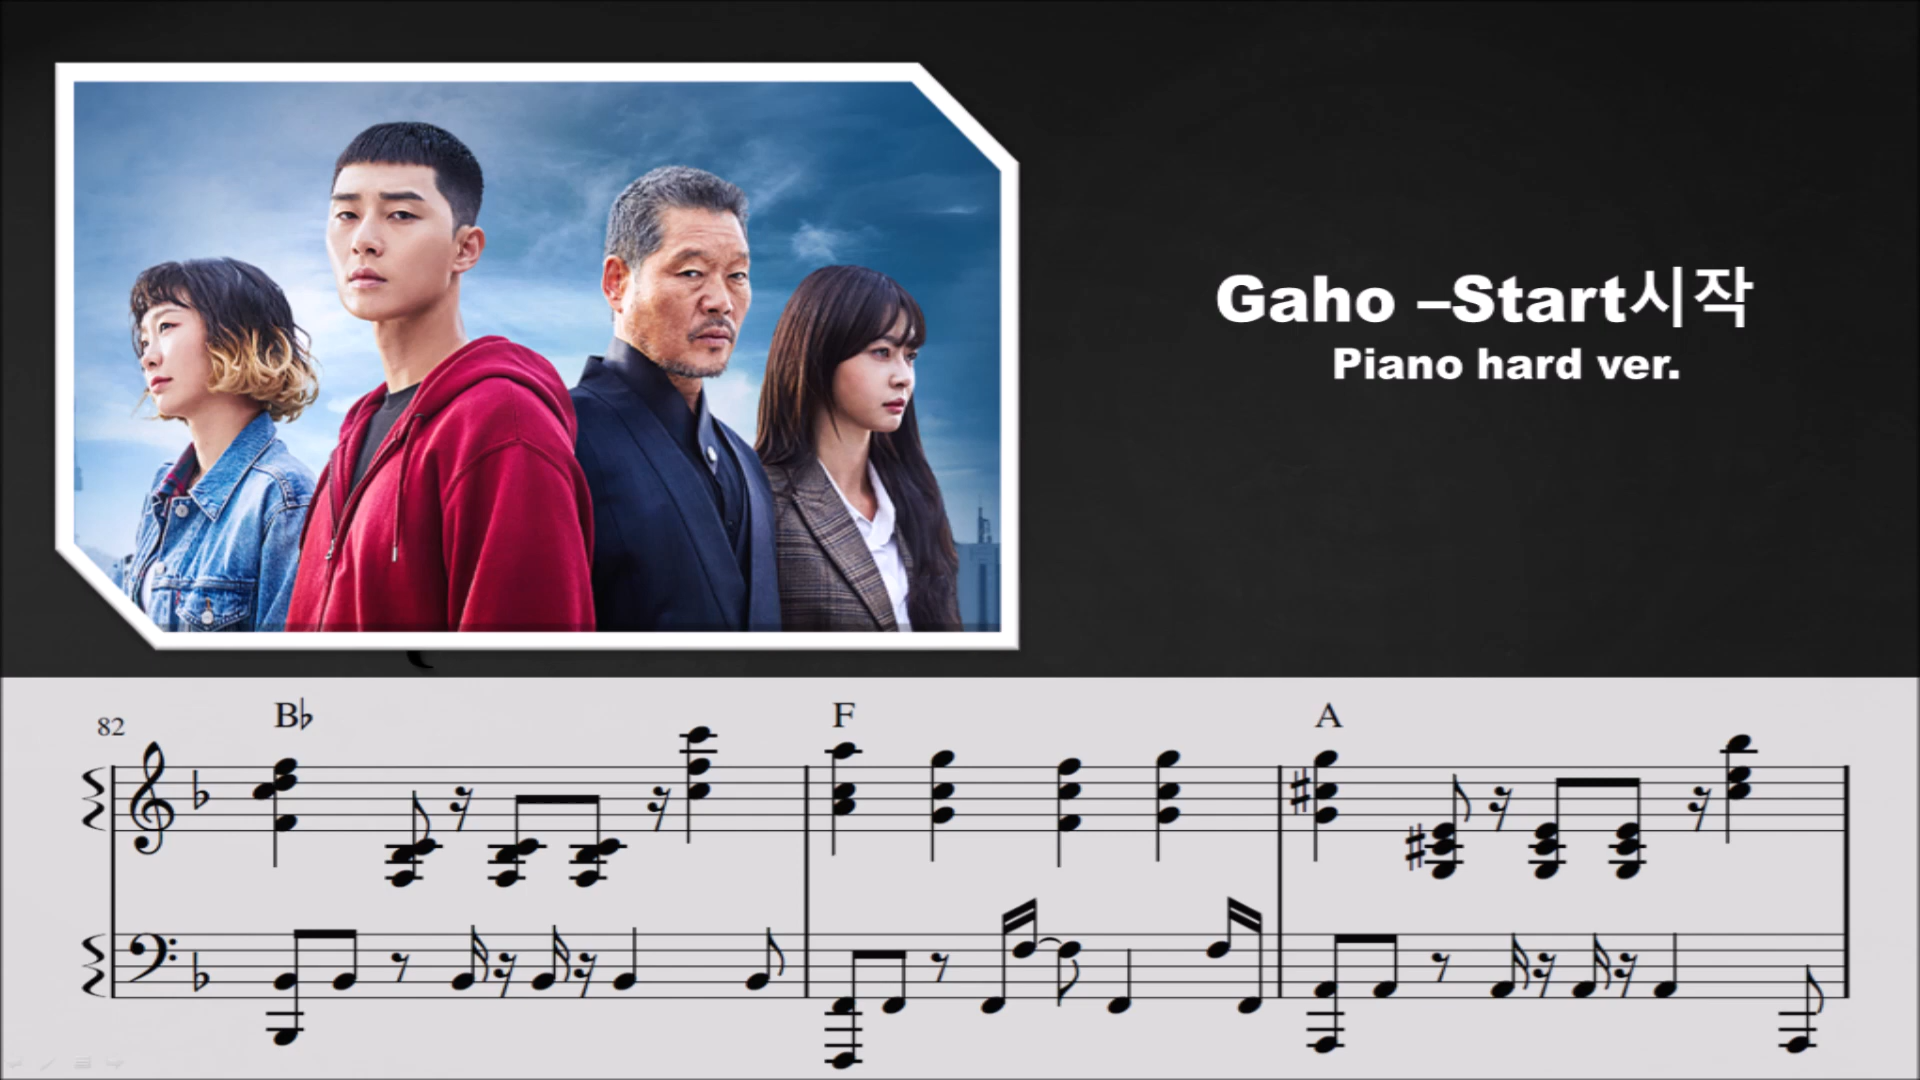 Gaho –Start시작
Piano hard ver.
82
B♭
F
A